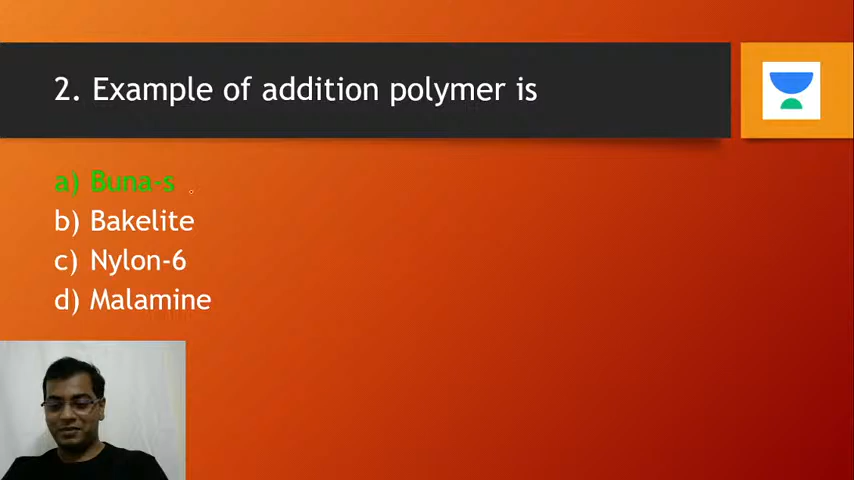 2. Example of addition polymer is
a) Buna-s
b) Bakelite
c) Nylon-6
d) Malamine